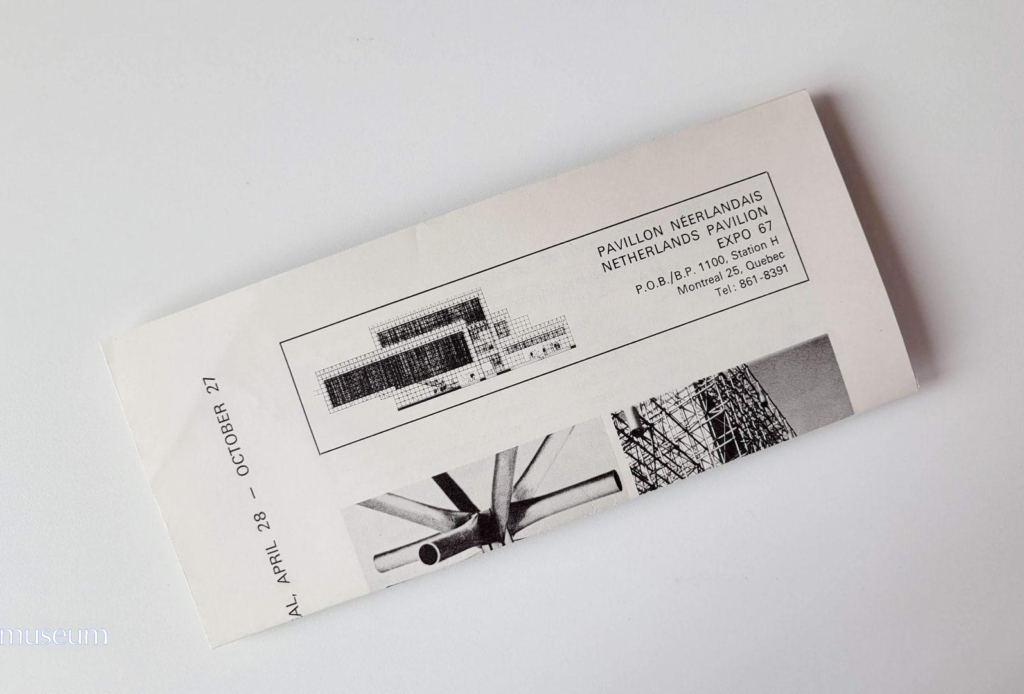 PAVILLON NÉERLANDAIS
NETHERLANDS PAVILION
EXPO 67
P.O.B./B.P. 1100, Station H
Montreal 25, Quebec
Tel: 861-8391
AL, APRIL 28 — OCTOBER 27
museum